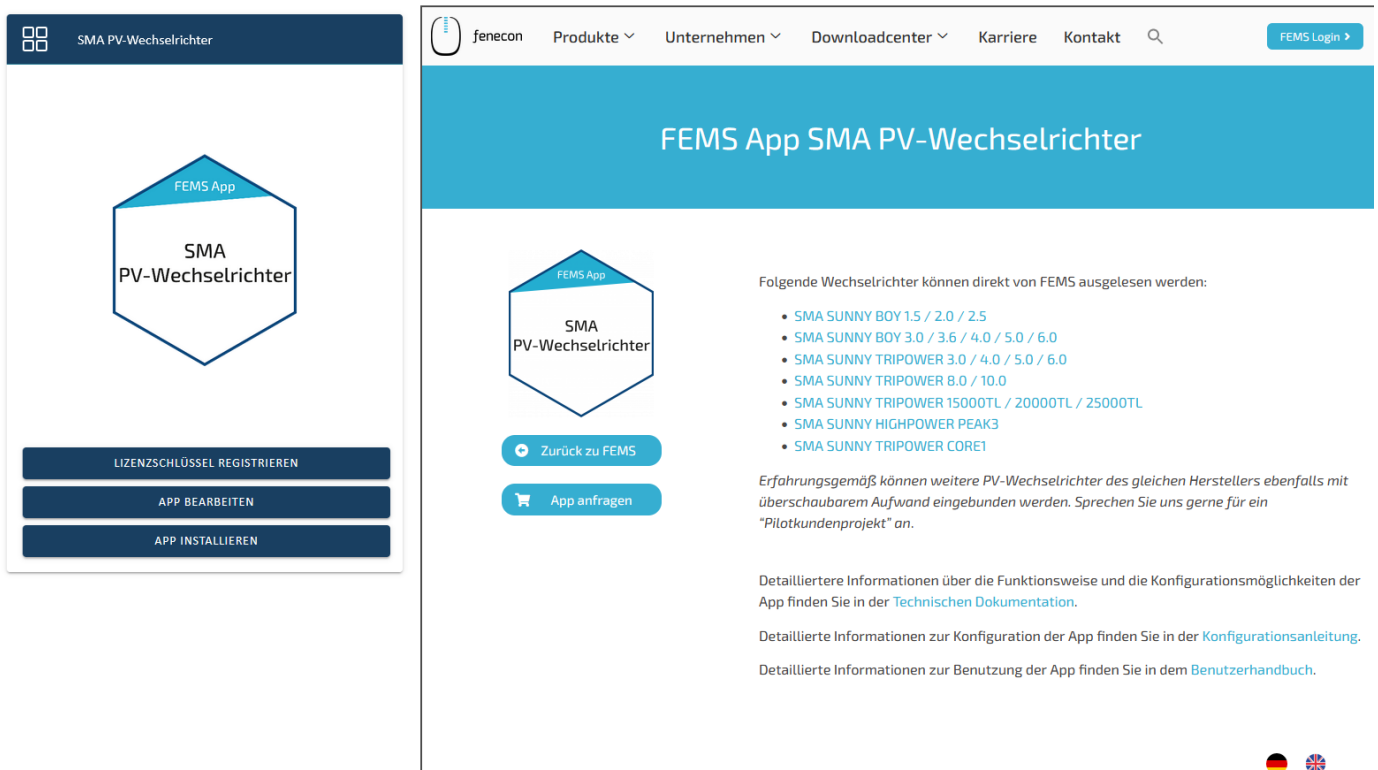 SMA PV-Wechselrichter
FEMS App
SMA
PV-Wechselrichter
LIZENZSCHLÜSSEL REGISTRIEREN
APP BEARBEITEN
APP INSTALLIEREN
fenecon
Produkte
Unternehmen
Downloadcenter
Karriere
Kontakt
FEMS Login
FEMS App SMA PV-Wechselrichter
FEMS App
SMA
PV-Wechselrichter
Zurück zu FEMS
App anfragen
Folgende Wechselrichter können direkt von FEMS ausgelesen werden:
• SMA SUNNY BOY 1.5 / 2.0 / 2.5
• SMA SUNNY BOY 3.0 / 3.6 / 4.0 / 5.0 / 6.0
• SMA SUNNY TRIPOWER 3.0 / 4.0 / 5.0 / 6.0
• SMA SUNNY TRIPOWER 8.0 / 10.0
• SMA SUNNY TRIPOWER 15000TL / 20000TL / 25000TL
• SMA SUNNY HIGHPOWER PEAK3
• SMA SUNNY TRIPOWER CORE1
Erfahrungsgemäß können weitere PV-Wechselrichter des gleichen Herstellers ebenfalls mit
überschaubarem Aufwand eingebunden werden. Sprechen Sie uns gerne für ein
“Pilotkundenprojekt” an.
Detailliertere Informationen über die Funktionsweise und die Konfigurationsmöglichkeiten der
App finden Sie in der Technischen Dokumentation.
Detaillierte Informationen zur Konfiguration der App finden Sie in der Konfigurationsanleitung.
Detaillierte Informationen zur Benutzung der App finden Sie in dem Benutzerhandbuch.